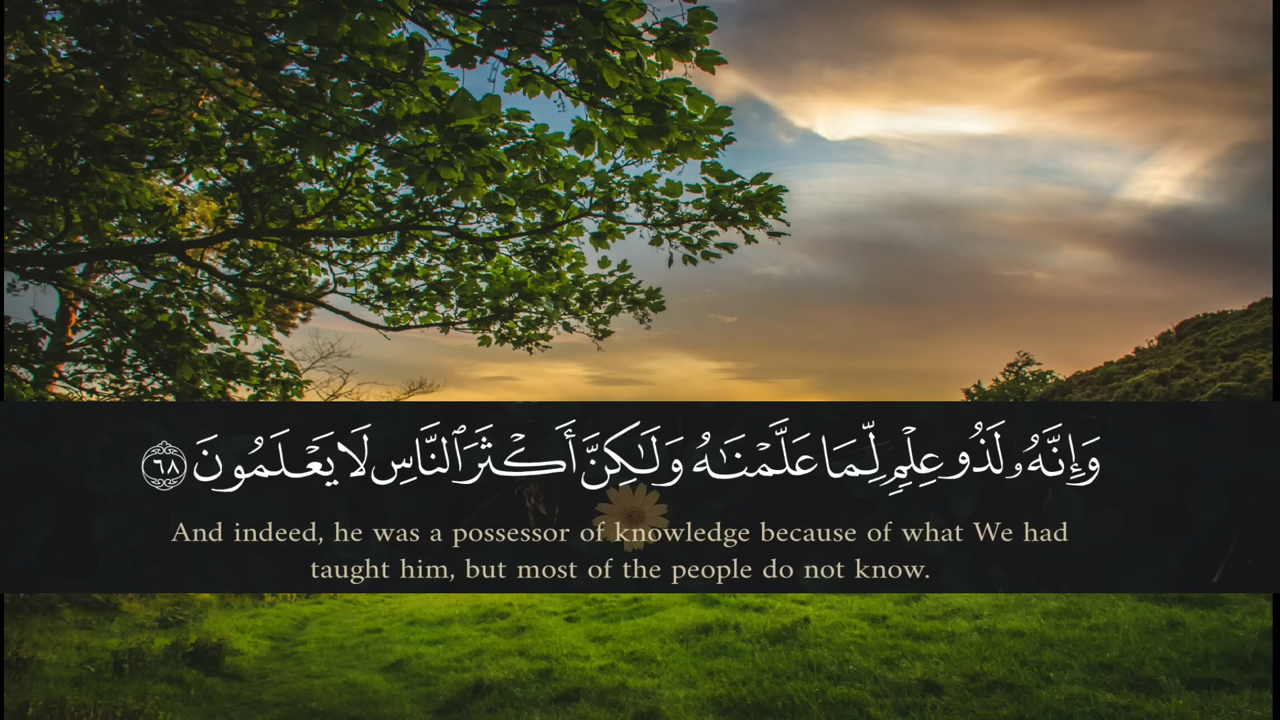 وَإِنَّهُۥ لَذُو عِلْمٍ لِّمَا عَلَّمْنَـٰهُ وَلَـٰكِنَّ أَكْثَرَ ٱلنَّاسِ لَا يَعْلَمُونَ ٦٨
And indeed, he was a possessor of knowledge because of what We had
taught him, but most of the people do not know.